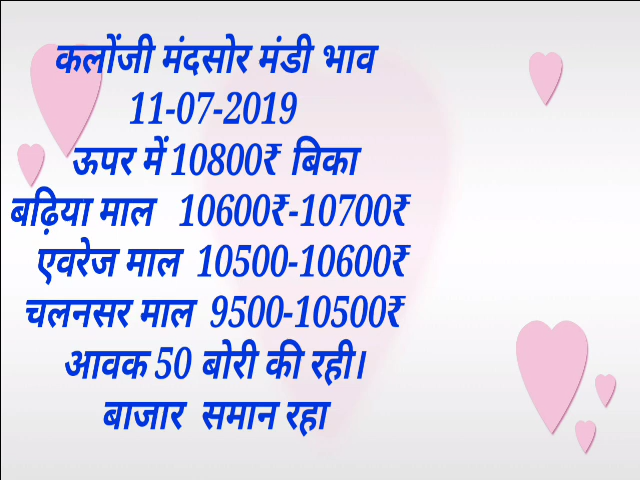 कलोंजी मंदसोर मंडी भाव
11-07-2019
ऊपर में 10800₹ बिका
बढ़िया माल 10600₹-10700₹
एवरेज माल 10500-10600₹
चलनसर माल 9500-10500₹
आवक 50 बोरी की रही।
बाजार समान रहा